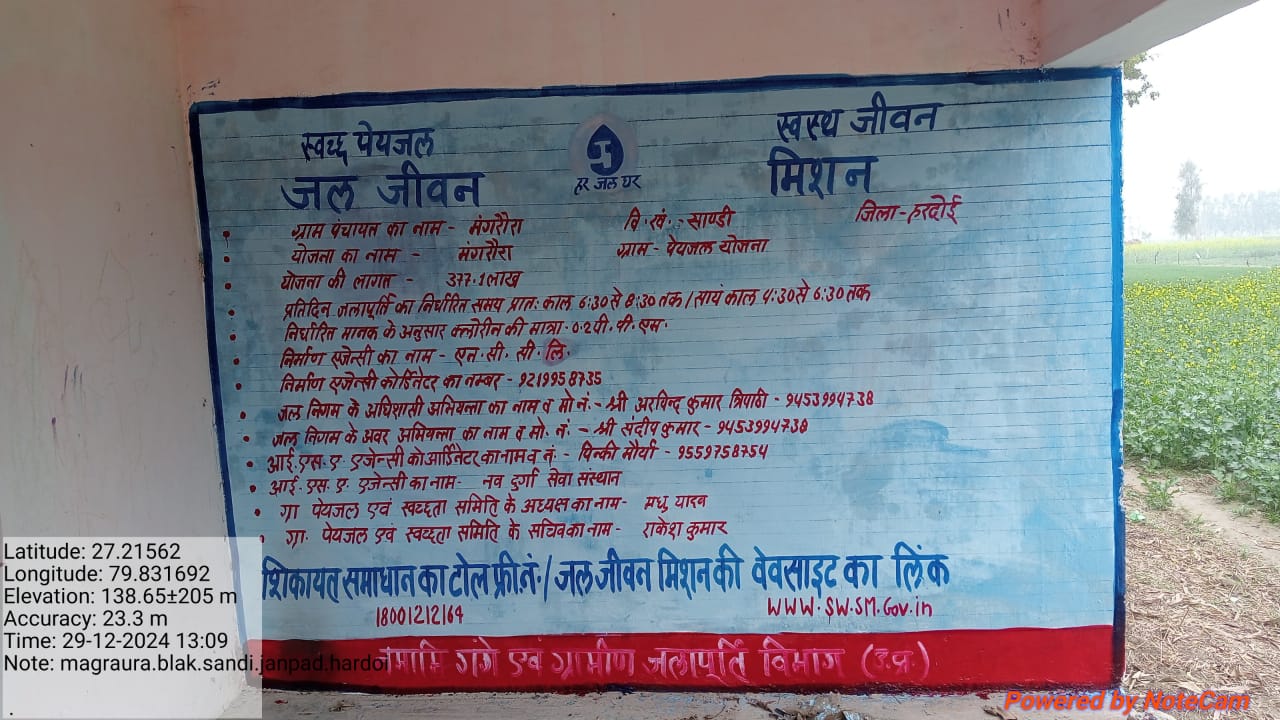 स्वच्छ पेयजल स्वस्थ जीवन
जल जीवन मिशन
हर जल घर
ग्राम पंचायत का नाम - मंगरौरा वि.खं. :- साण्डी जिला - हरदोई
योजना का नाम - मंगरौरा ग्राम - पेयजल योजना
योजना की लागत - 377.1 लाख
प्रतिदिन जलापूर्ति का निर्धारित समय प्रातः काल 6:30 से 8:30 तक / सायं काल 4:30 से 6:30 तक
निर्धारित मानक के अनुसार क्लोरीन की मात्रा - 0.2 पी. पी. एम.
निर्माण एजेन्सी का नाम - एन. सी. सी. लि.
निर्माण एजेन्सी कोर्डिनेटर का नम्बर - 9219958735
जल निगम के अधिशासी अभियन्ता का नाम व मो. नं. - श्री अरविन्द कुमार त्रिपाठी - 9453994738
जल निगम के अवर अभियन्ता का नाम व मो. नं. - श्री संदीप कुमार - 9453994738
आई. एस. ए. एजेन्सी कोआर्डिनेटर का नाम व नं. - पिन्की मौर्या - 9559758754
आई. एस. ए. एजेन्सी का नाम - नव दुर्गा सेवा संस्थान
ग्रा पेयजल एवं स्वच्छता समिति के अध्यक्ष का नाम - मधु यादव
ग्रा. पेयजल एवं स्वच्छता समिति के सचिव का नाम - राकेश कुमार
शिकायत समाधान का टोल फ्री नं. / जल जीवन मिशन की वेवसाइट का लिंक
18001212164 WWW.SWSM.Gov.in
नमामि गंगे एवं ग्रामीण जलापूर्ति विभाग (उ.प्र.)
Latitude: 27.21562
Longitude: 79.831692
Elevation: 138.65±205 m
Accuracy: 23.3 m
Time: 29-12-2024 13:09
Note: magraura.blak.sandi.janpad.hardoi
Powered by NoteCam